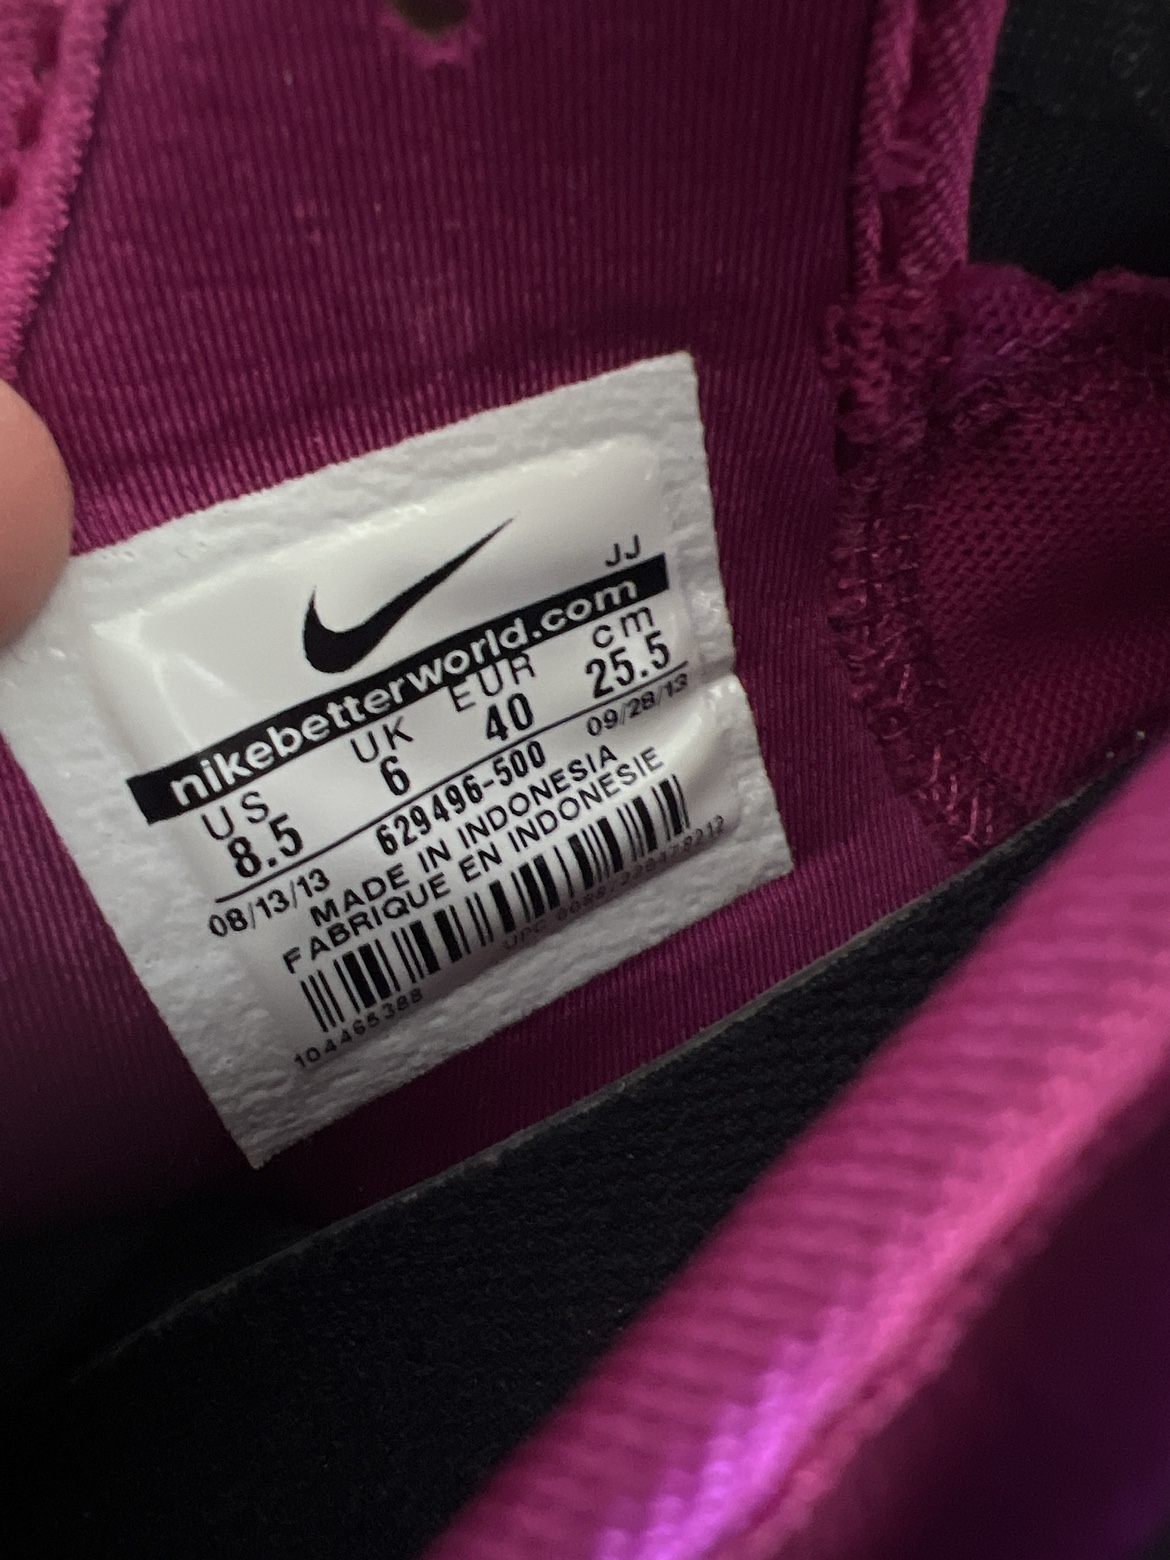 JJ
nikebetterworld.com
US UK EUR cm
8.5 6 40 25.5
08/13/13 629496-500 09/28/13
MADE IN INDONESIA
FABRIQUE EN INDONESIE
104465388 UPC